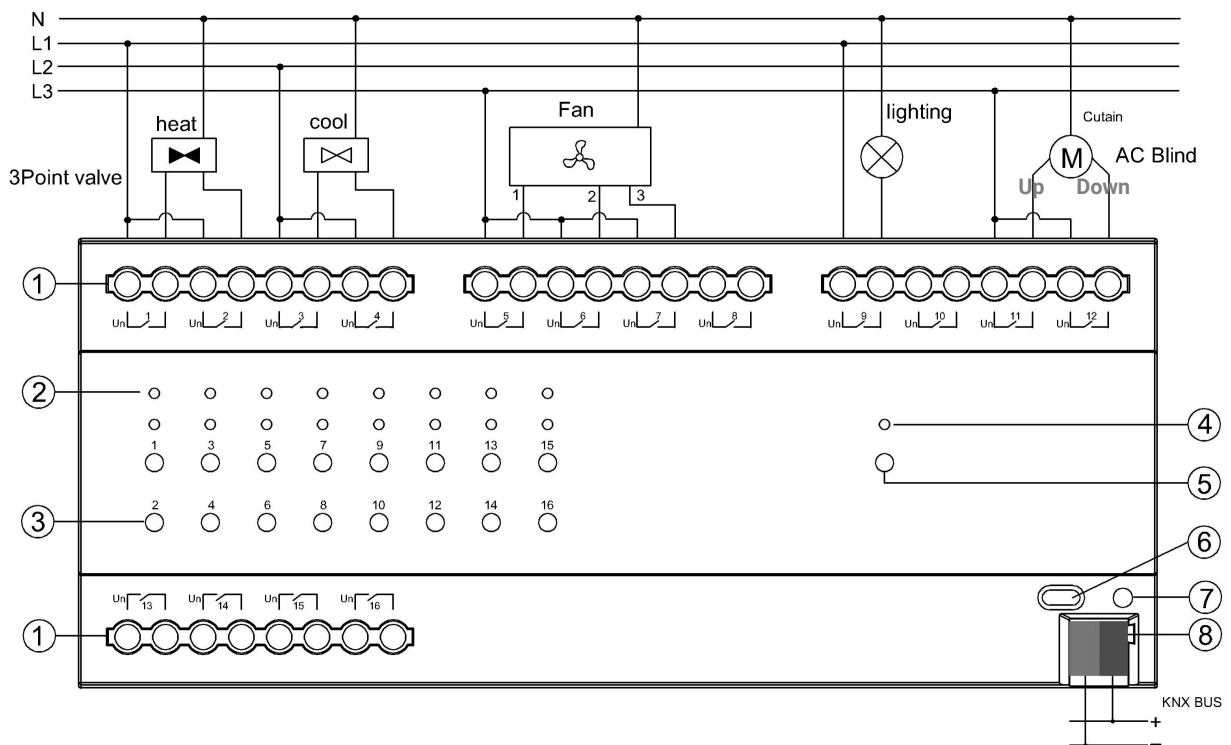 N
L1
L2
L3
heat
cool
Fan
lighting
Cutain
3Point valve
M
AC Blind
1 2 3
Up Down
1
Un 1 Un 2 Un 3 Un 4 Un 5 Un 6 Un 7 Un 8 Un 9 Un 10 Un 11 Un 12
2
4
1 3 5 7 9 11 13 15
5
2 4 6 8 10 12 14 16
3
6
Un 13 Un 14 Un 15 Un 16
7
1
8
KNX BUS
+
−